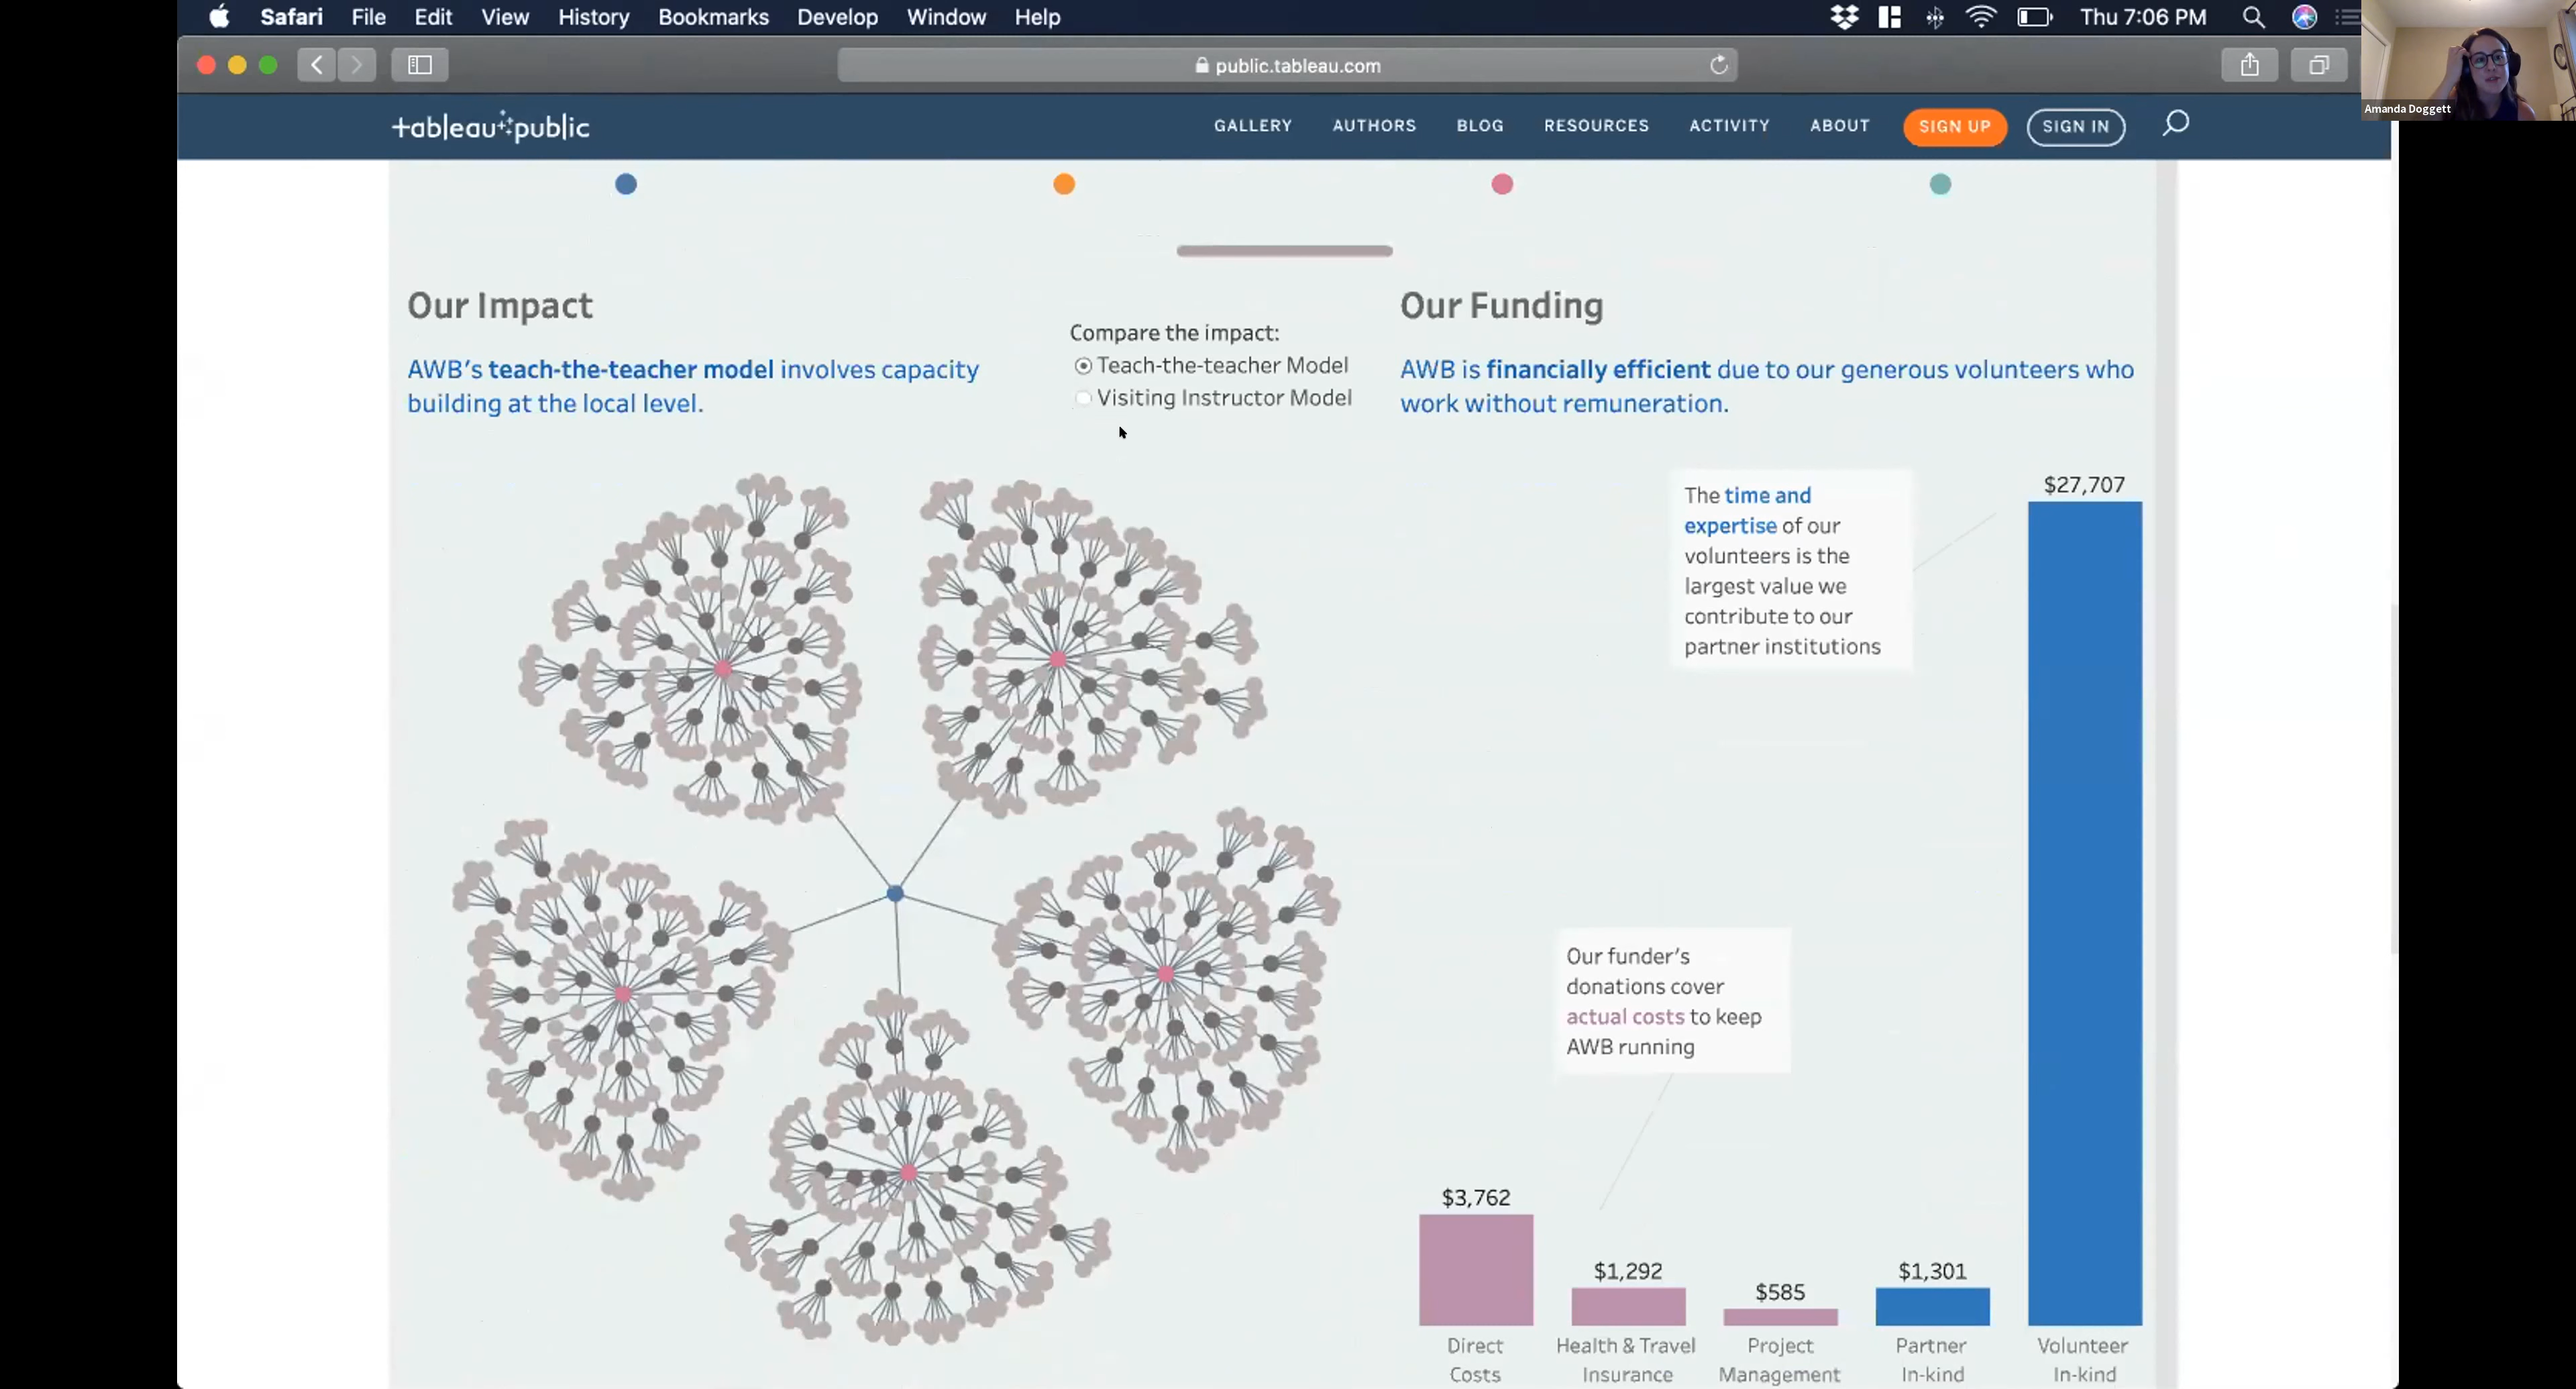 Safari File Edit View History Bookmarks Develop Window Help
Thu 7:06 PM
public.tableau.com
Amanda Doggett
+ableau public
GALLERY AUTHORS BLOG RESOURCES ACTIVITY ABOUT SIGN UP SIGN IN
Our Impact
AWB's teach-the-teacher model involves capacity
building at the local level.
Compare the impact:
Teach-the-teacher Model
Visiting Instructor Model
Our Funding
AWB is financially efficient due to our generous volunteers who
work without remuneration.
The time and
expertise of our
volunteers is the
largest value we
contribute to our
partner institutions
$27,707
Our funder's
donations cover
actual costs to keep
AWB running
$3,762
$1,292
$585
$1,301
Direct
Costs
Health & Travel
Insurance
Project
Management
Partner
In-kind
Volunteer
In-kind